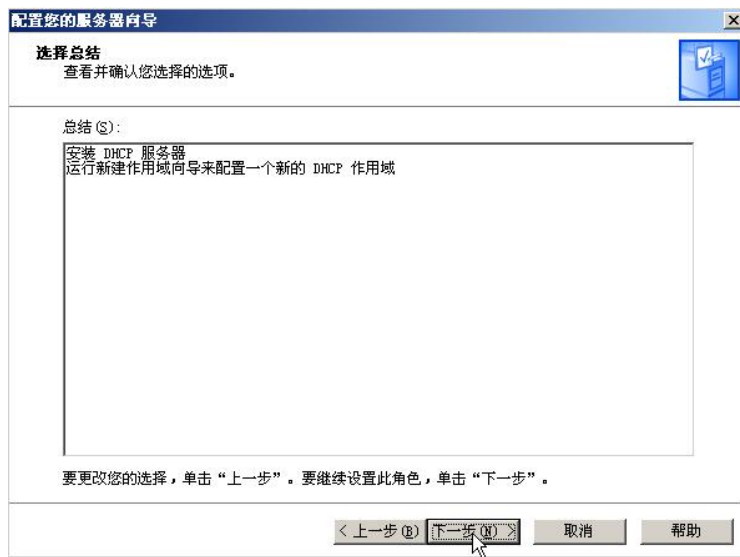 配置您的服务器向导
选择总结
查看并确认您选择的选项。
总结(S):
安装 DHCP 服务器
运行新建作用域向导来配置一个新的 DHCP 作用域
要更改您的选择，单击“上一步”。要继续设置此角色，单击“下一步”。
< 上一步(B) 下一步(N) > 取消 帮助